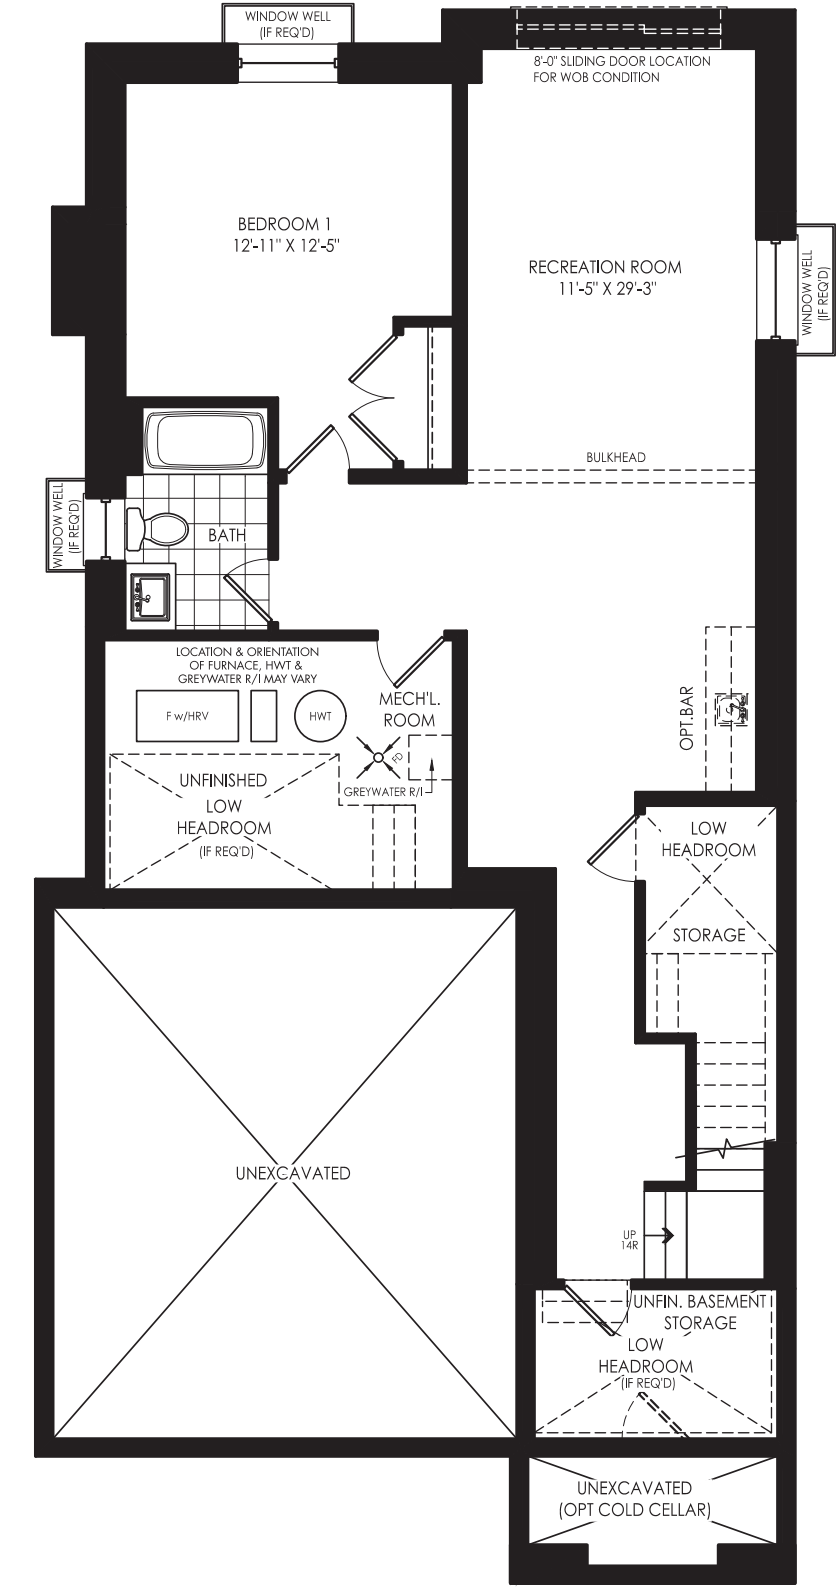 WINDOW WELL
(IF REQ'D)
8'-0" SLIDING DOOR LOCATION
FOR WOB CONDITION
BEDROOM 1
12'-11" X 12'-5"
RECREATION ROOM
11'-5" X 29'-3"
WINDOW WELL
(IF REQ'D)
BULKHEAD
WINDOW WELL
(IF REQ'D)
BATH
LOCATION & ORIENTATION
OF FURNACE, HWT &
GREYWATER R/I MAY VARY
MECH'L.
ROOM
F w/HRV
HWT
FD
OPT.BAR
UNFINISHED
GREYWATER R/I
LOW
HEADROOM
(IF REQ'D)
LOW
HEADROOM
STORAGE
UNEXCAVATED
UP
14R
UNFIN. BASEMENT
STORAGE
LOW
HEADROOM
(IF REQ'D)
UNEXCAVATED
(OPT COLD CELLAR)